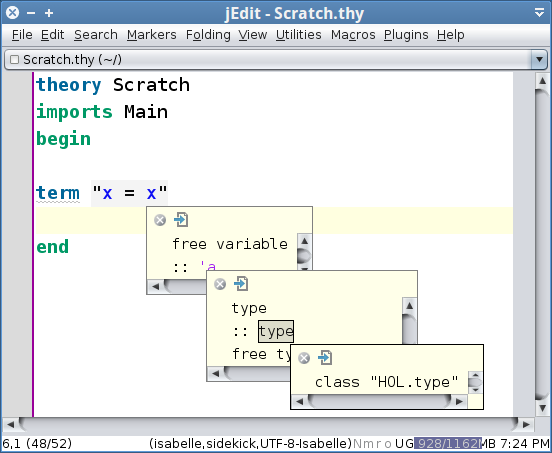 jEdit - Scratch.thy
File Edit Search Markers Folding View Utilities Macros Plugins Help
Scratch.thy (~/)
theory Scratch
imports Main
begin
term "x = x"
end
free variable
:: 'a
type
:: type
free ty
class "HOL.type"
6,1 (48/52) (isabelle,sidekick,UTF-8-Isabelle)Nmro UG 928/1162MB 7:24 PM